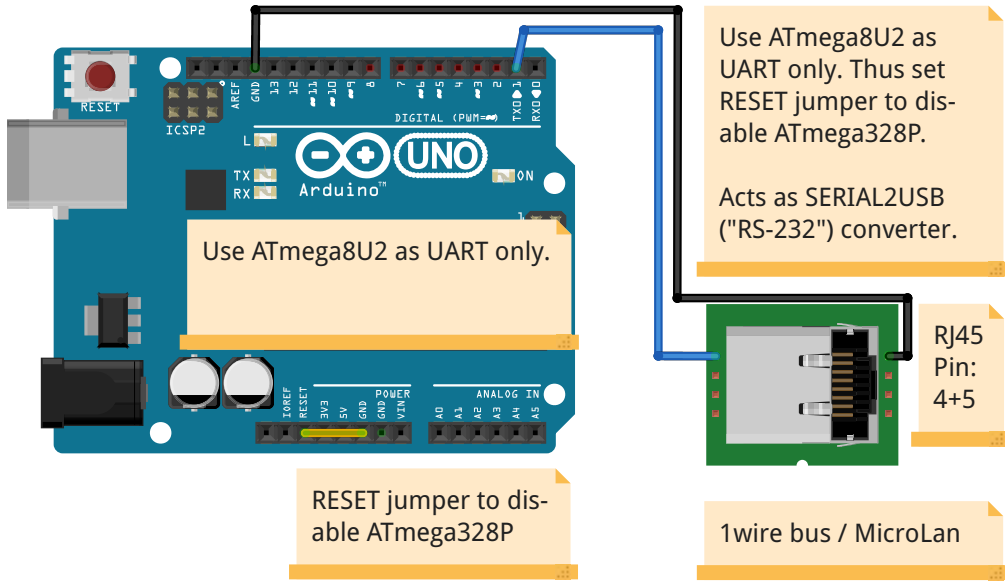 Use ATmega8U2 as
UART only. Thus set
RESET jumper to dis-
able ATmega328P.
Acts as SERIAL2USB
("RS-232") converter.
RESET
ICSP2
AREF
GND
13
12
11
10
9
8
7
6
5
4
3
2
TX0 1
RX0 0
DIGITAL (PWM=)
L
TX
RX
UNO
Arduino™
ON
1
Use ATmega8U2 as UART only.
RJ45
Pin:
4+5
POWER
ANALOG IN
IOREF
RESET
3V3
5V
GND
GND
VIN
A0
A1
A2
A3
A4
A5
RESET jumper to dis-
able ATmega328P
1wire bus / MicroLan